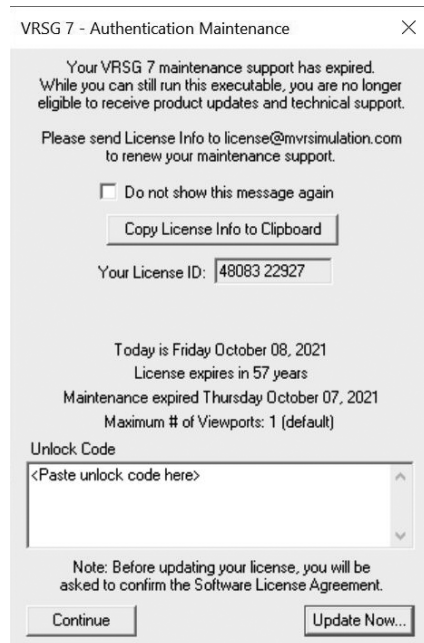 VRSG 7 - Authentication Maintenance
Your VRSG 7 maintenance support has expired.
While you can still run this executable, you are no longer
eligible to receive product updates and technical support.
Please send License Info to license@mvrsimulation.com
to renew your maintenance support.
Do not show this message again
Copy License Info to Clipboard
Your License ID: 48083 22927
Today is Friday October 08, 2021
License expires in 57 years
Maintenance expired Thursday October 07, 2021
Maximum # of Viewports: 1 (default)
Unlock Code
<Paste unlock code here>
Note: Before updating your license, you will be
asked to confirm the Software License Agreement.
Continue
Update Now...